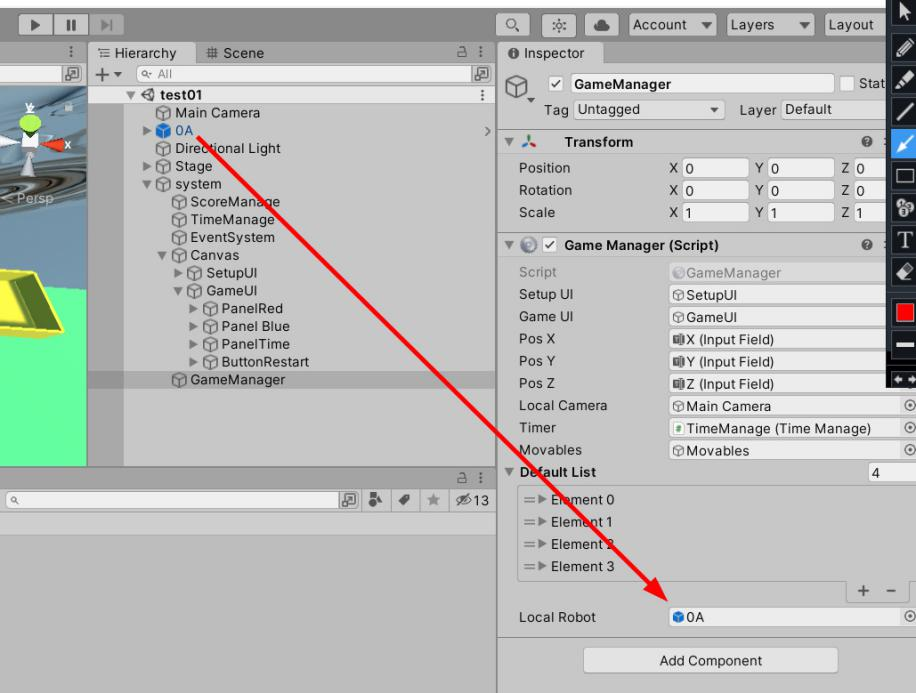 Account
Layers
Layout
Hierarchy
Scene
All
test01
Main Camera
0A
Directional Light
Stage
system
ScoreManage
TimeManage
EventSystem
Canvas
SetupUI
GameUI
PanelRed
Panel Blue
PanelTime
ButtonRestart
GameManager
y
x
< Persp
13
Inspector
GameManager
Stat
Tag Untagged Layer Default
Transform
Position X 0 Y 0 Z 0
Rotation X 0 Y 0 Z 0
Scale X 1 Y 1 Z 1
Game Manager (Script)
Script GameManager
Setup UI SetupUI
Game UI GameUI
Pos X X (Input Field)
Pos Y Y (Input Field)
Pos Z Z (Input Field)
Local Camera Main Camera
Timer TimeManage (Time Manage)
Movables Movables
Default List 4
Element 0
Element 1
Element 2
Element 3
Local Robot 0A
Add Component
T